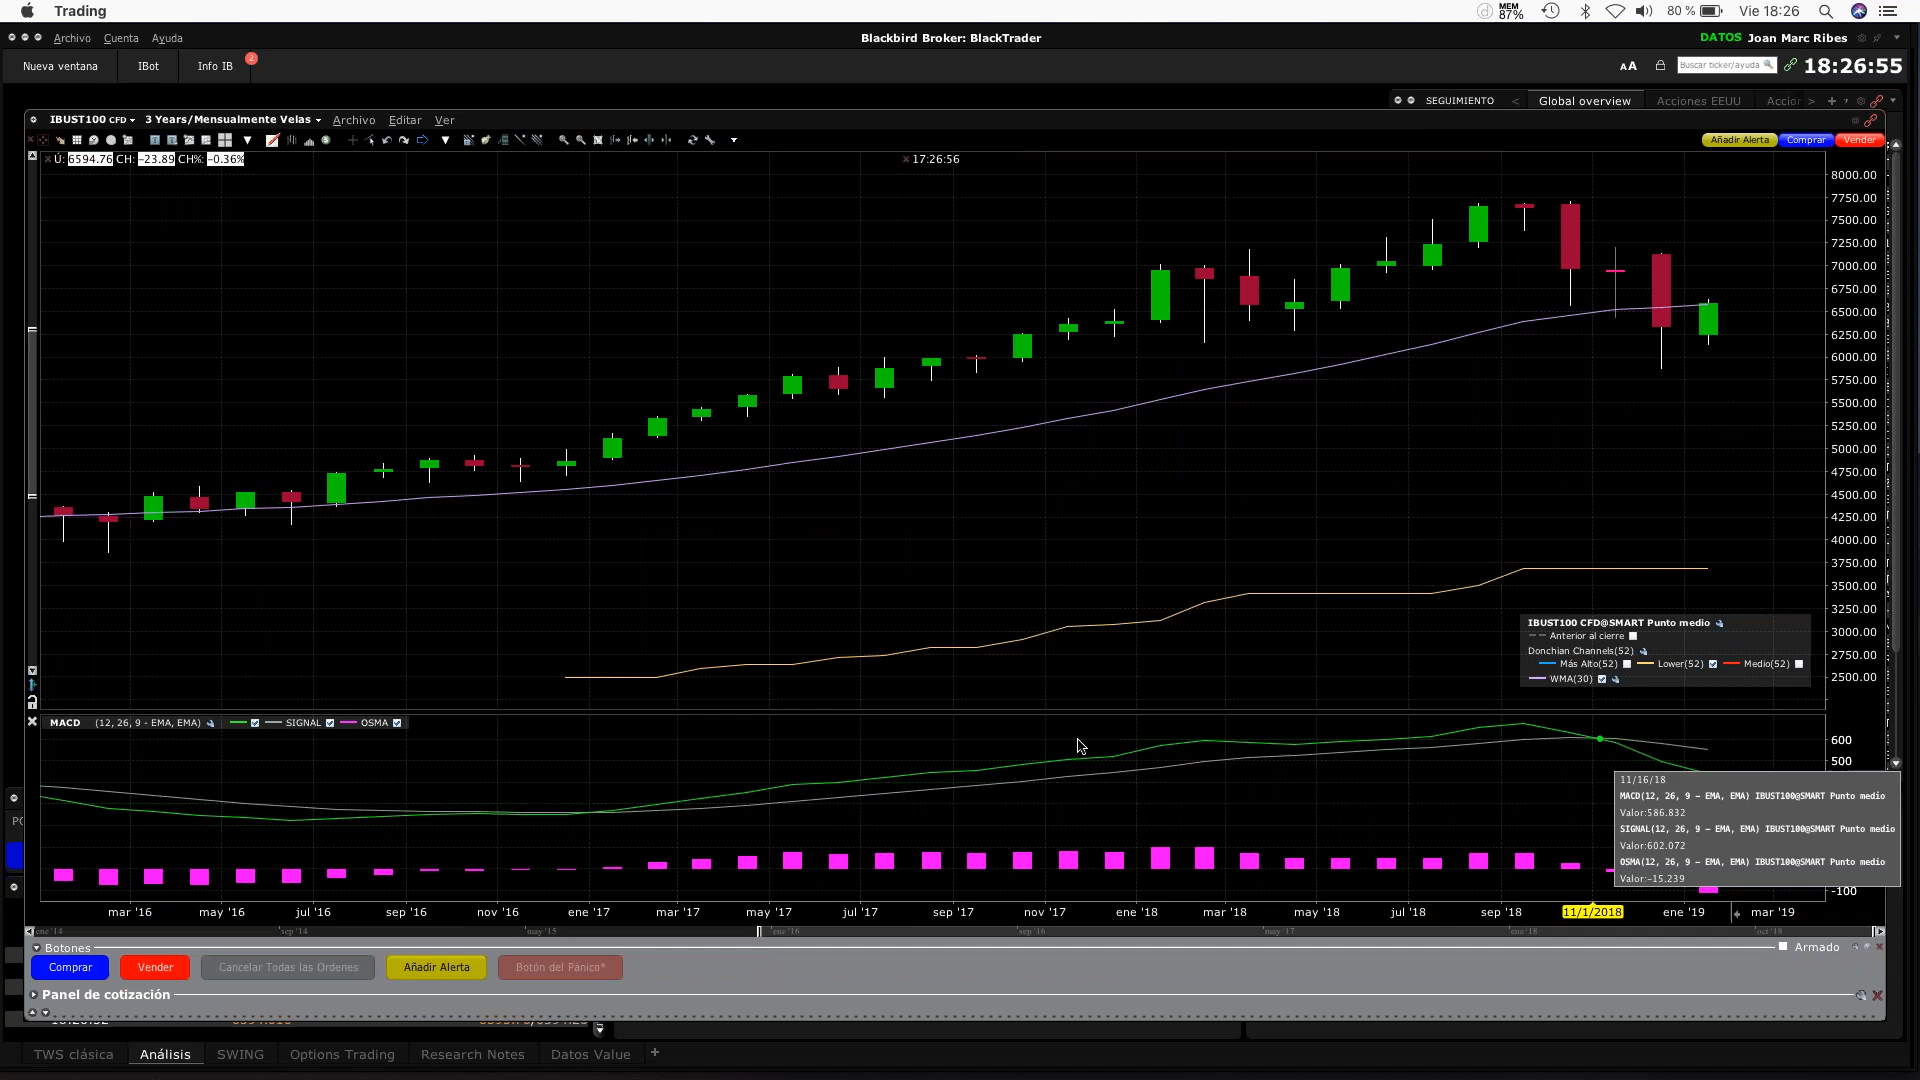 Trading
MEM 87% 80 % Vie 18:26
Archivo Cuenta Ayuda
Blackbird Broker: BlackTrader
DATOS Joan Marc Ribes
Nueva ventana IBot Info IB 2
AA Buscar ticker/ayuda 18:26:55
SEGUIMIENTO < Global overview Acciones EEUU Accior > +
IBUST100 CFD 3 Years/Mensualmente Velas Archivo Editar Ver
Añadir Alerta Comprar Vender
Ú: 6594.76 CH: -23.89 CH%: -0.36%
17:26:56
8000.00
7750.00
7500.00
7250.00
7000.00
6750.00
6500.00
6250.00
6000.00
5750.00
5500.00
5250.00
5000.00
4750.00
4500.00
4250.00
4000.00
3750.00
3500.00
3250.00
3000.00
2750.00
2500.00
IBUST100 CFD@SMART Punto medio
Anterior al cierre
Donchian Channels(52)
Más Alto(52) Lower(52) Medio(52)
WMA(30)
MACD (12, 26, 9 - EMA, EMA) SIGNAL OSMA
600
500
-100
11/16/18
MACD(12, 26, 9 - EMA, EMA) IBUST100@SMART Punto medio
Valor:586.832
SIGNAL(12, 26, 9 - EMA, EMA) IBUST100@SMART Punto medio
Valor:602.072
OSMA(12, 26, 9 - EMA, EMA) IBUST100@SMART Punto medio
Valor:-15.239
mar '16 may '16 jul '16 sep '16 nov '16 ene '17 mar '17 may '17 jul '17 sep '17 nov '17 ene '18 mar '18 may '18 jul '18 sep '18 11/1/2018 ene '19 mar '19
ene '14 sep '14 may '15 ene '16 sep '16 may '17 ene '18 oct '18
Botones
Armado
Comprar Vender Cancelar Todas las Ordenes Añadir Alerta Botón del Pánico*
Panel de cotización
TWS clásica Análisis SWING Options Trading Research Notes Datos Value +